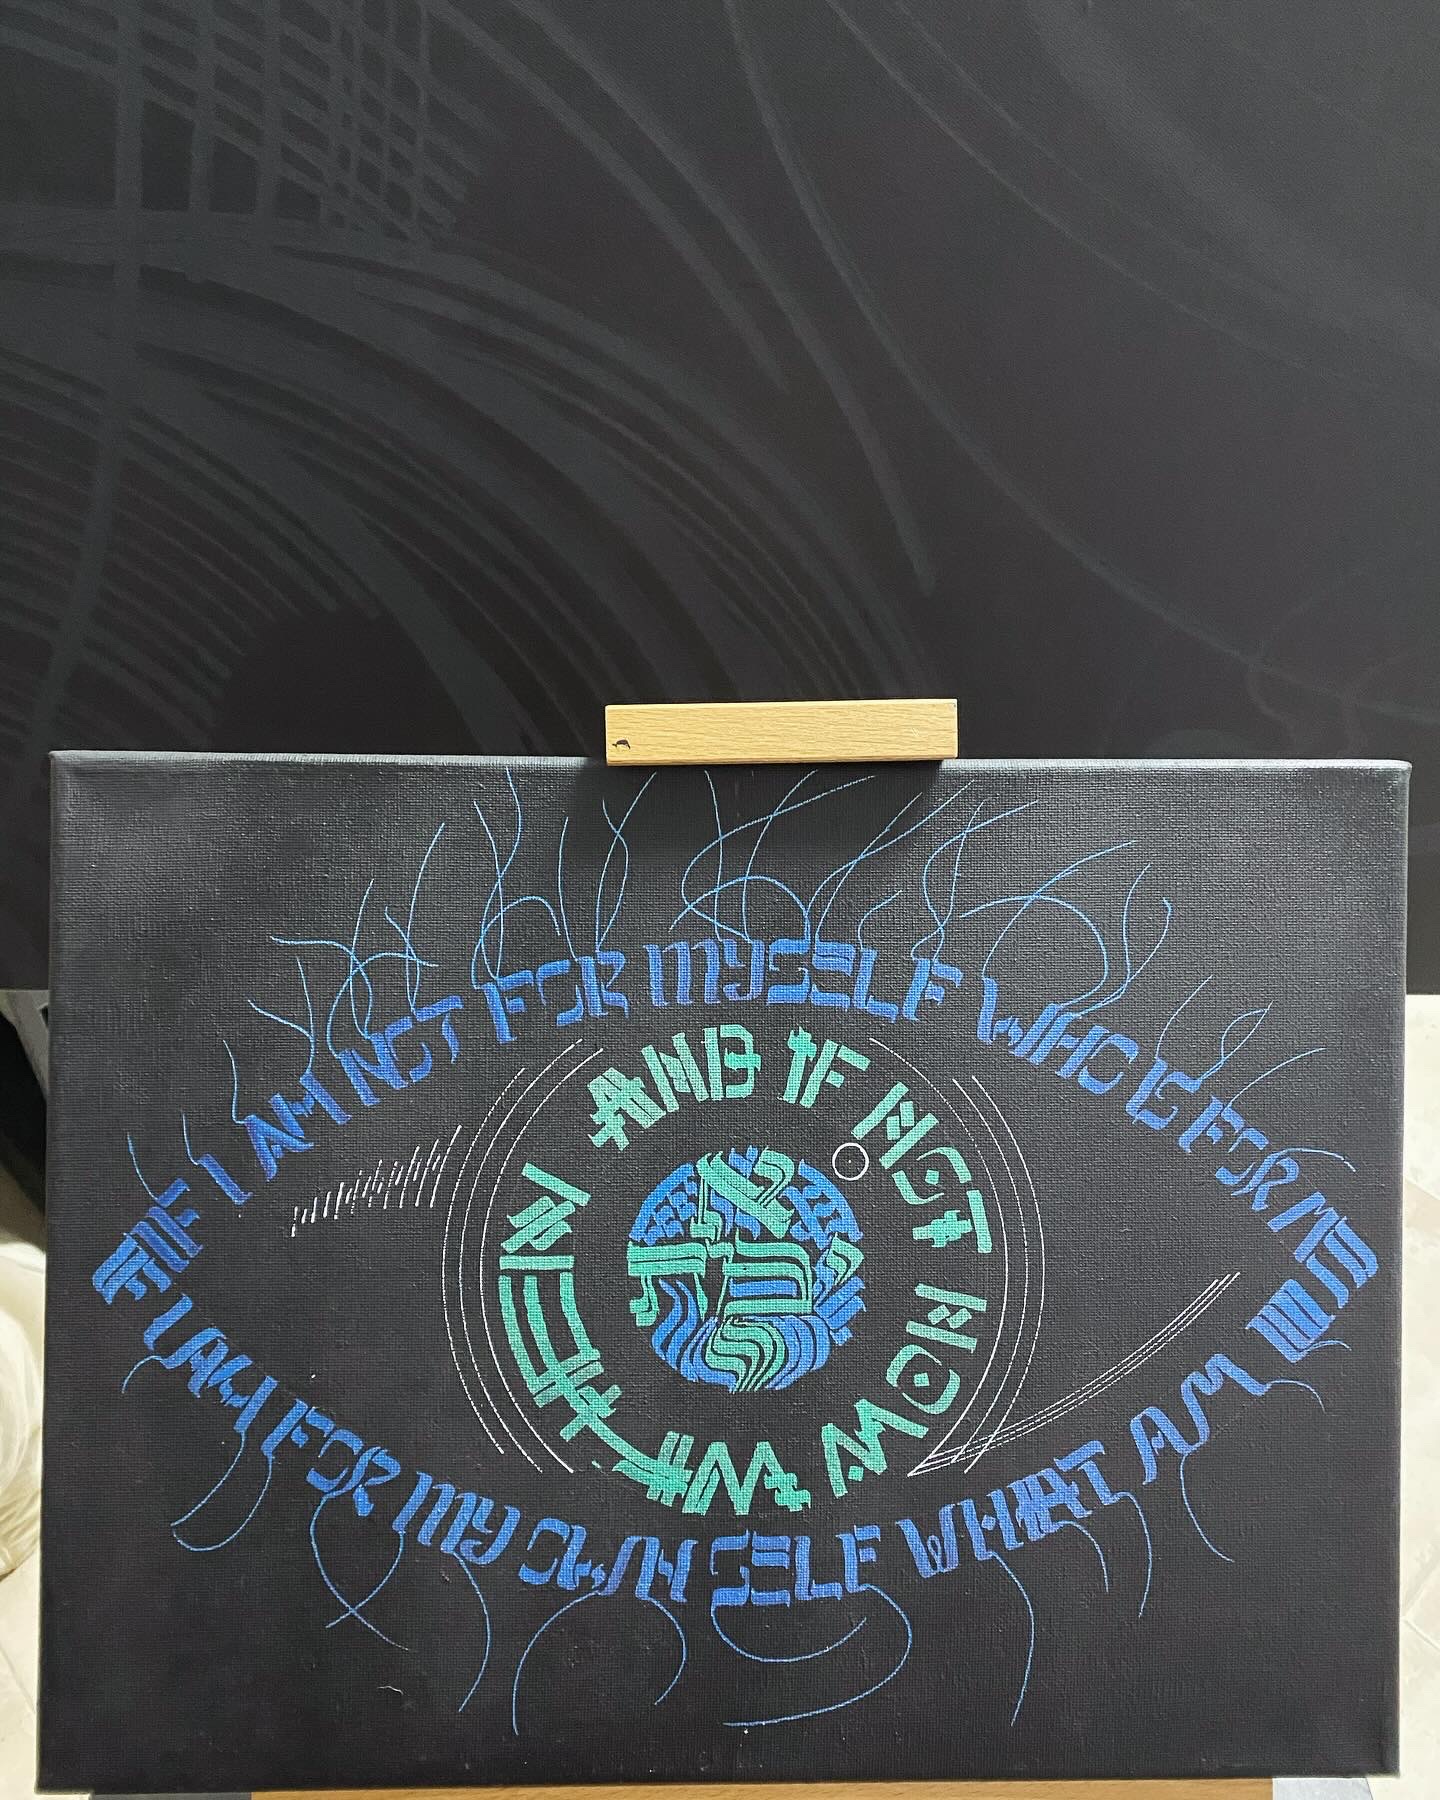 IF I AM NOT FOR MYSELF WHO IS FOR ME
IF I AM FOR MY OWN SELF WHAT AM I
AND IF NOT NOW WHEN